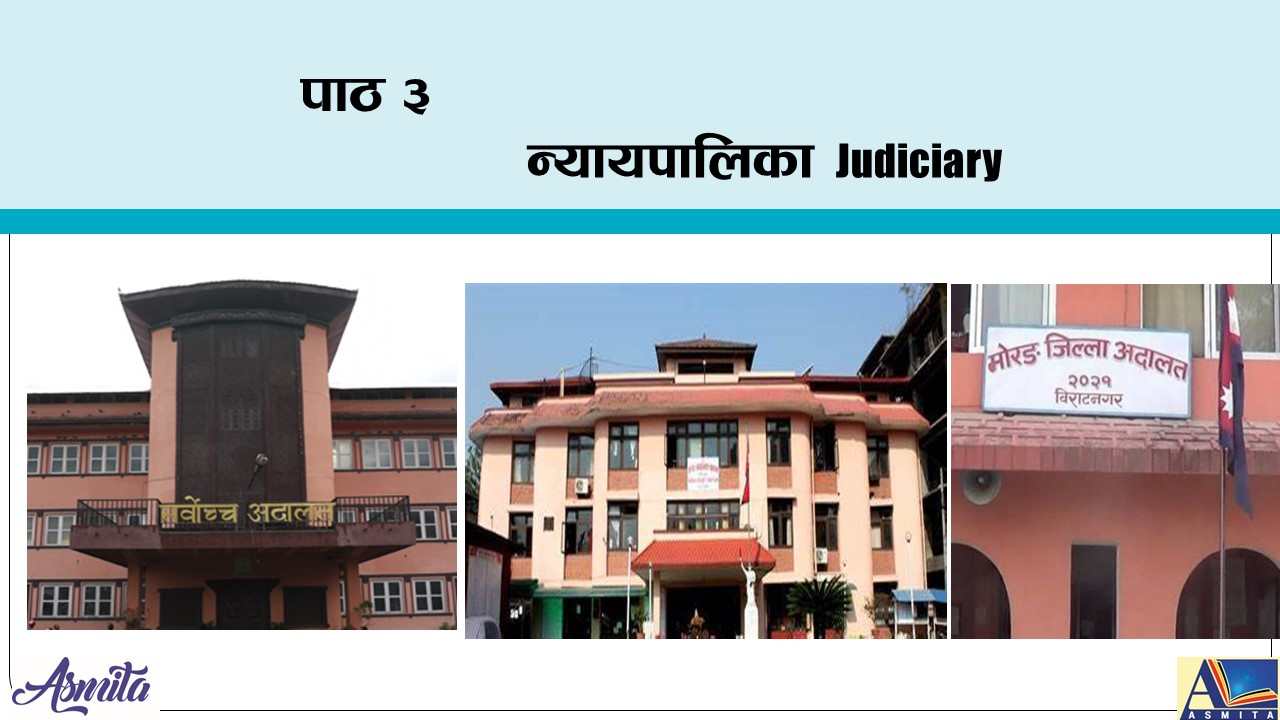 पाठ ३
न्यायपालिका Judiciary
सर्वोच्च अदालत
मोरङ जिल्ला अदालत
२०२१
विराटनगर
Asmita
ASMITA